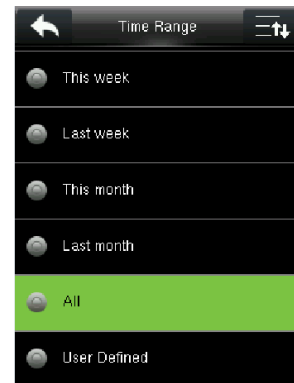 Time Range
This week
Last week
This month
Last month
All
User Defined